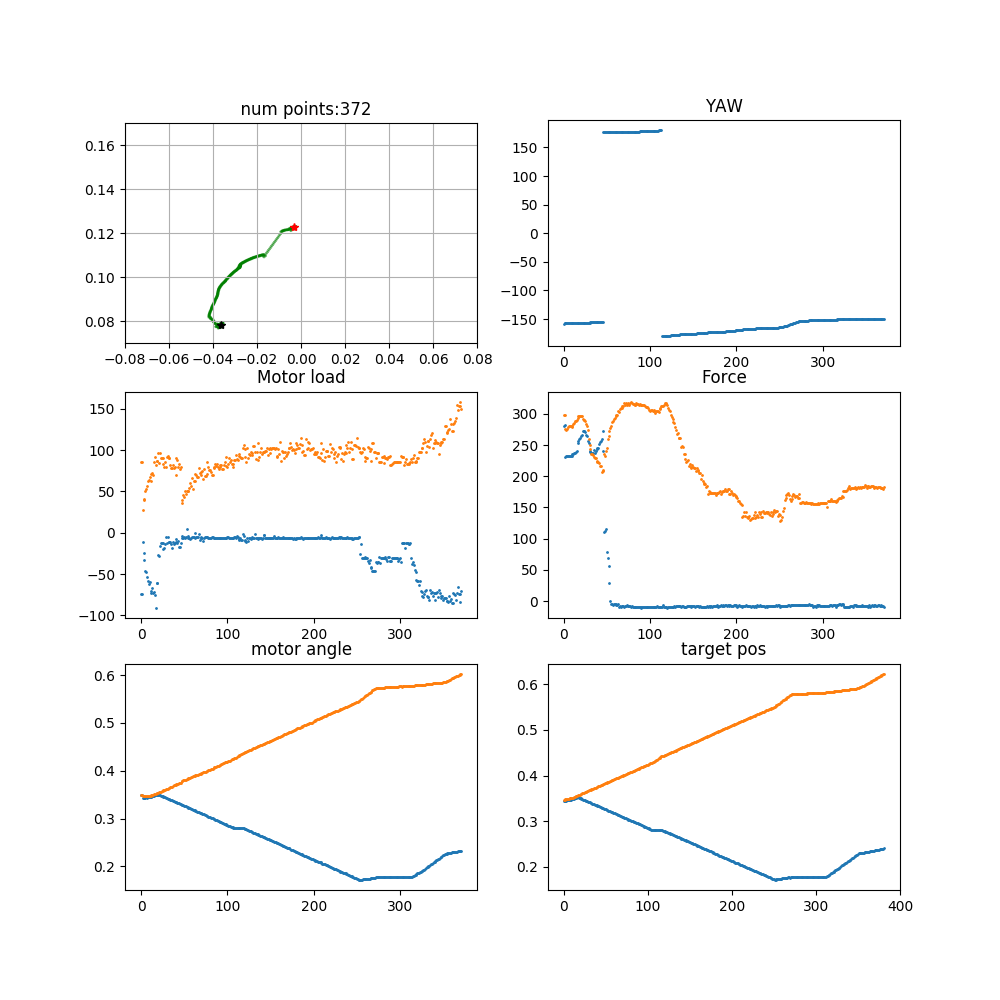 num points:372
0.16
0.14
0.12
0.10
0.08
−0.08 −0.06 −0.04 −0.02 0.00 0.02 0.04 0.06 0.08
YAW
150
100
50
0
−50
−100
−150
0 100 200 300
Motor load
150
100
50
0
−50
−100
0 100 200 300
Force
300
250
200
150
100
50
0
0 100 200 300
motor angle
0.6
0.5
0.4
0.3
0.2
0 100 200 300
target pos
0.6
0.5
0.4
0.3
0.2
0 100 200 300 400